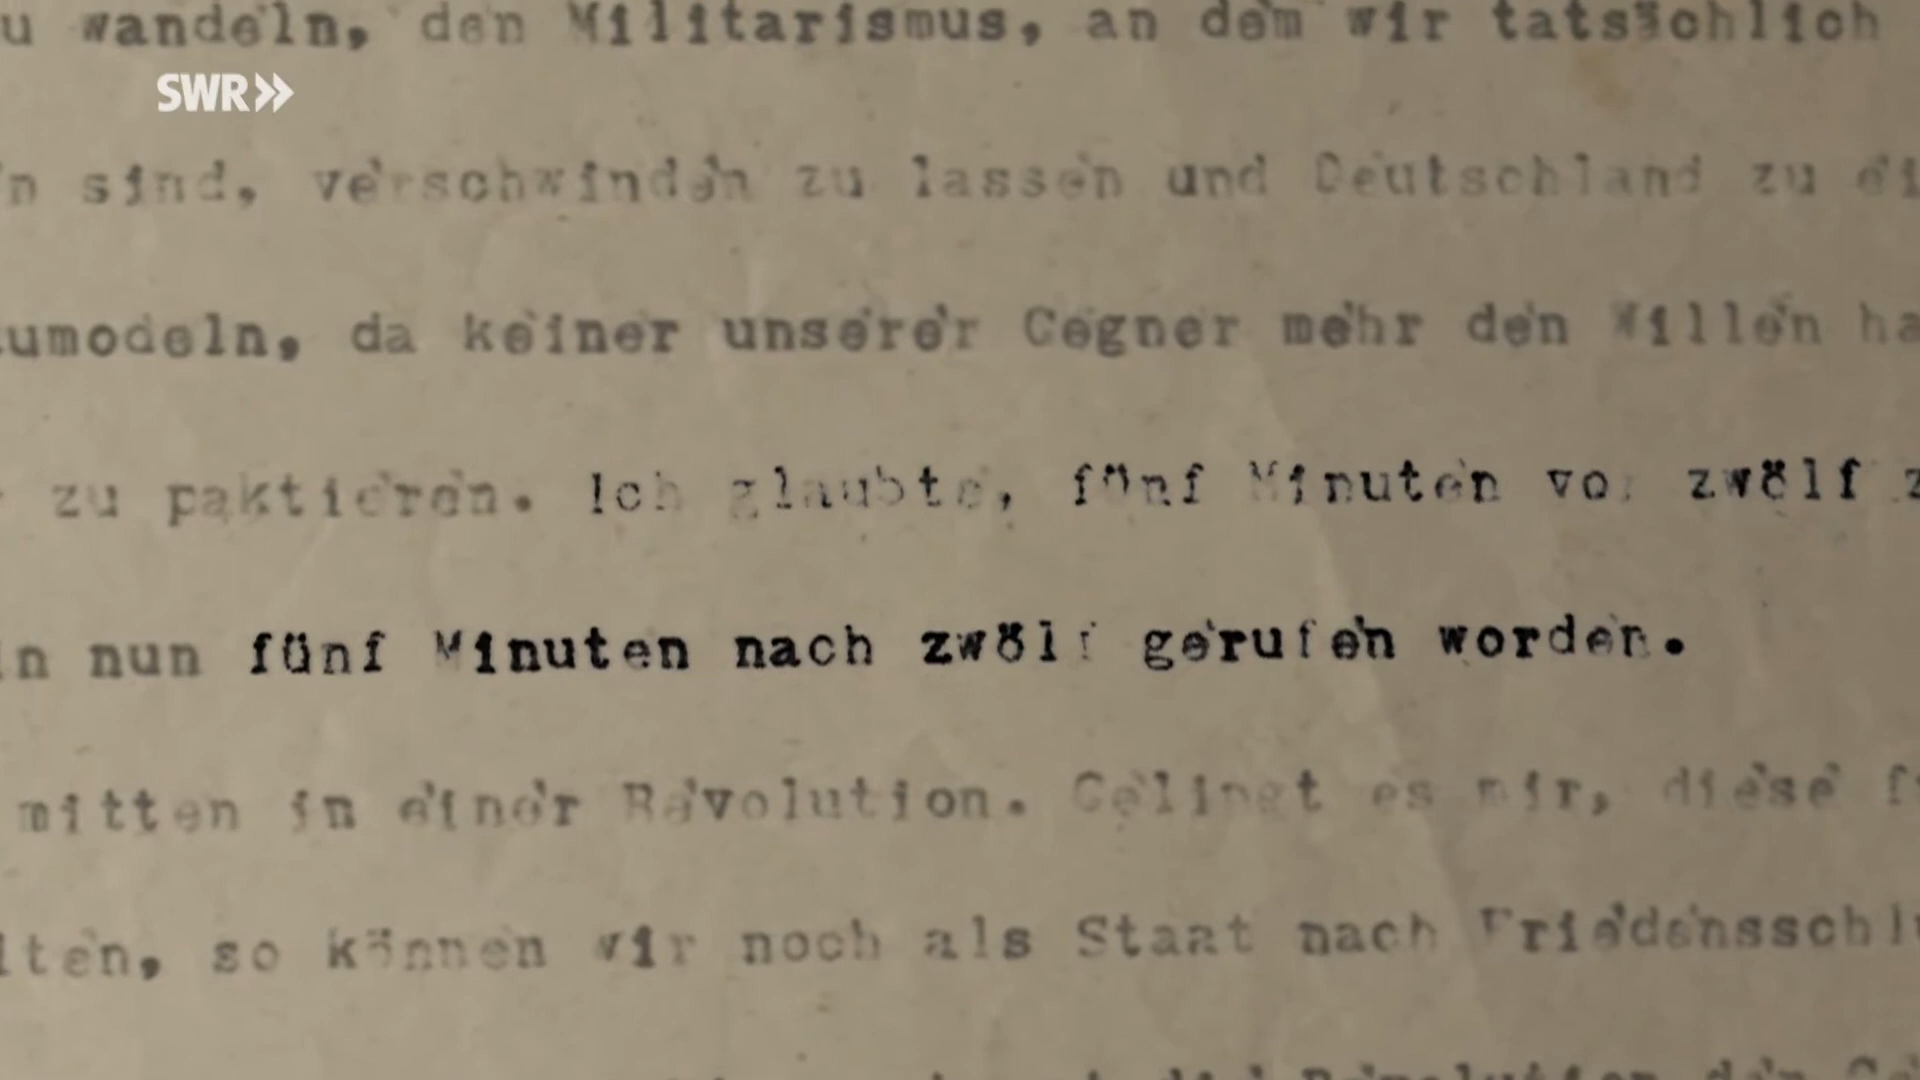 u wandeln, den Militarismus, an dem wir tatsächlich
SWR
n sind, verschwinden zu lassen und Deutschland zu ei
umodeln, da keiner unserer Gegner mehr den Willen ha
zu paktieren. Ich glaubte, fünf Minuten vor zwölf z
n nun fünf Minuten nach zwölf gerufen worden.
mitten in einer Revolution. Gelingt es mir, diese f
lten, so können wir noch als Staat nach Friedensschlu